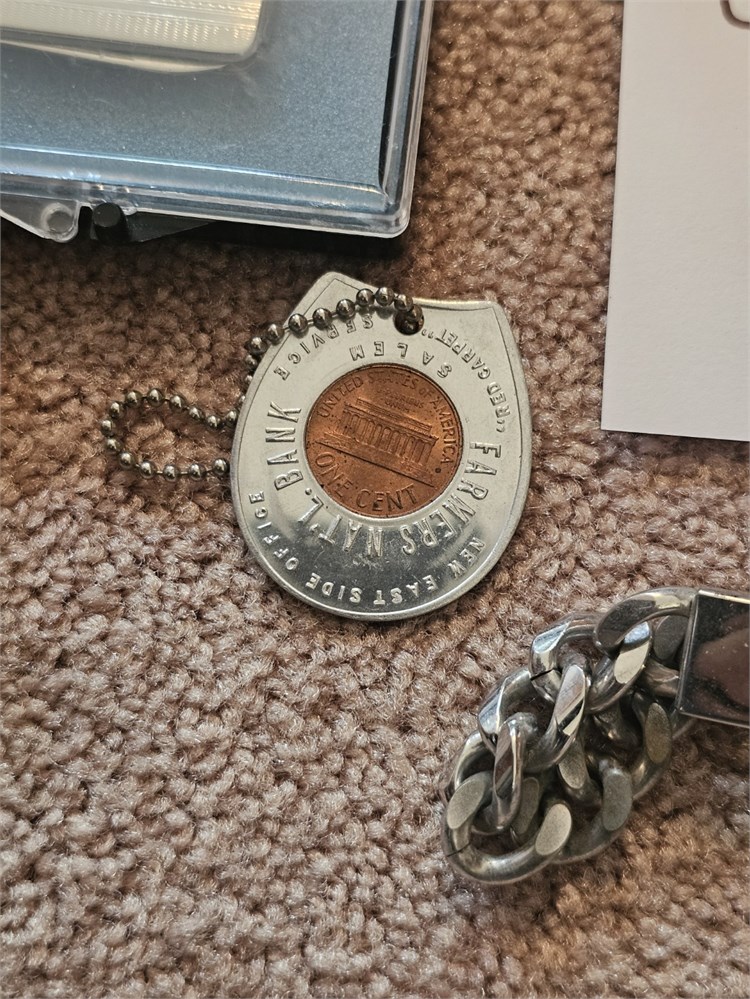 FARMERS NAT'L. BANK
NEW EAST SIDE OFFICE
SALEM
"RED CARPET" SERVICE
UNITED STATES of AMERICA
ONE CENT